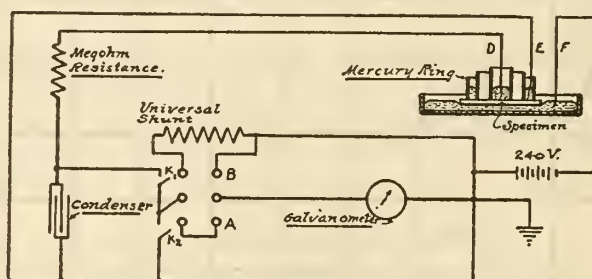 Megohm
Resistance.
D
E
F
Mercury Ring
Specimen
Universal
Shunt
240 V.
K1
B
Condenser
Galvanometer
K2
A